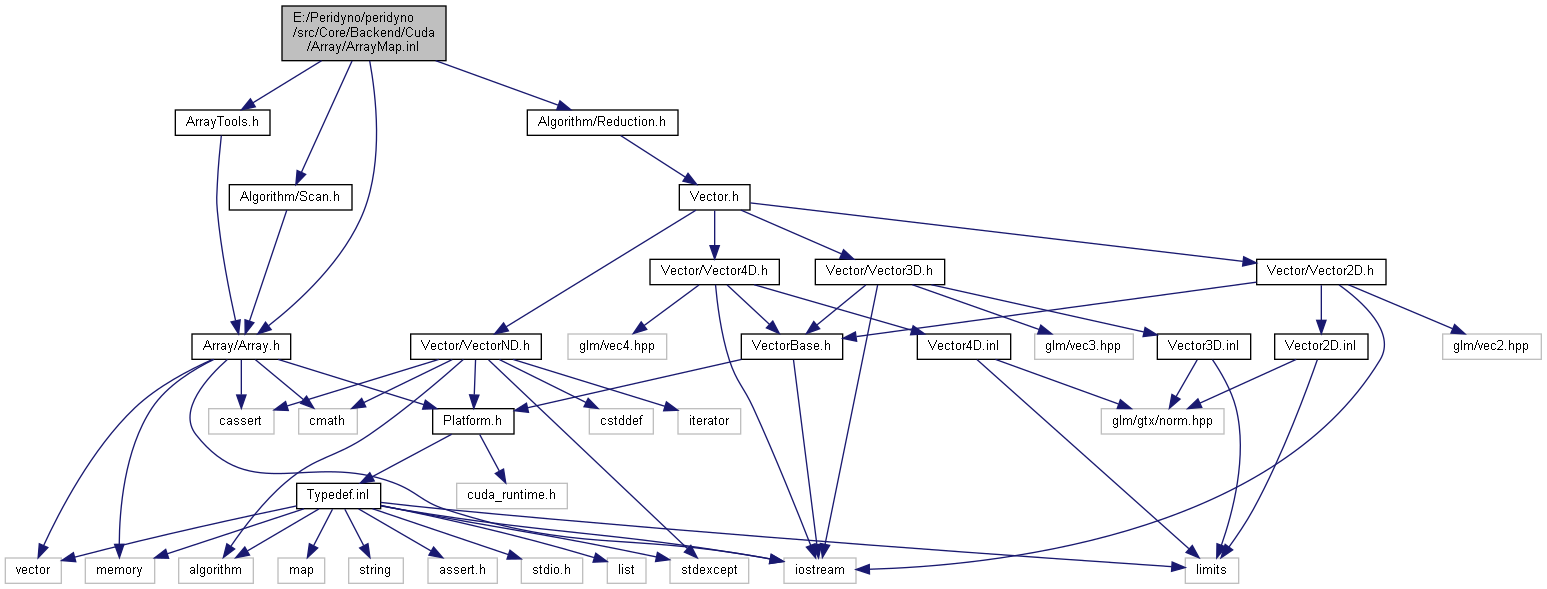 E:/Peridyno/peridyno
/src/Core/Backend/Cuda
/Array/ArrayMap.inl
ArrayTools.h
Algorithm/Reduction.h
Algorithm/Scan.h
Vector.h
Vector/Vector4D.h
Vector/Vector3D.h
Vector/Vector2D.h
Array/Array.h
Vector/VectorND.h
glm/vec4.hpp
VectorBase.h
Vector4D.inl
glm/vec3.hpp
Vector3D.inl
Vector2D.inl
glm/vec2.hpp
cassert
cmath
Platform.h
cstddef
iterator
glm/gtx/norm.hpp
Typedef.inl
cuda_runtime.h
vector
memory
algorithm
map
string
assert.h
stdio.h
list
stdexcept
iostream
limits